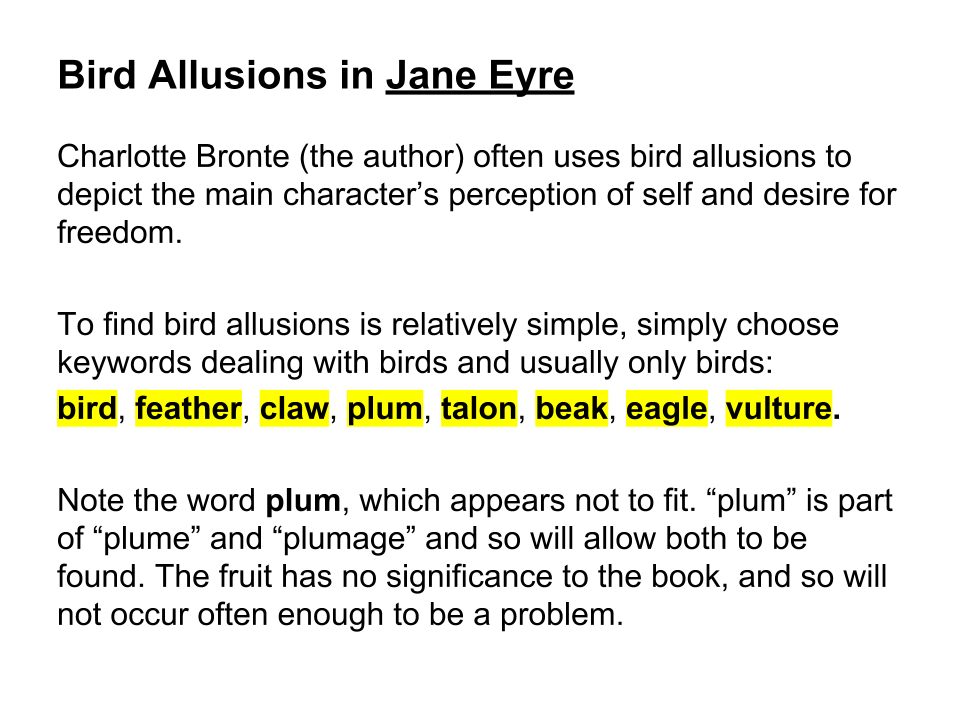 Bird Allusions in Jane Eyre
Charlotte Bronte (the author) often uses bird allusions to
depict the main character’s perception of self and desire for
freedom.
To find bird allusions is relatively simple, simply choose
keywords dealing with birds and usually only birds:
bird, feather, claw, plum, talon, beak, eagle, vulture.
Note the word plum, which appears not to fit. “plum” is part
of “plume” and “plumage” and so will allow both to be
found. The fruit has no significance to the book, and so will
not occur often enough to be a problem.